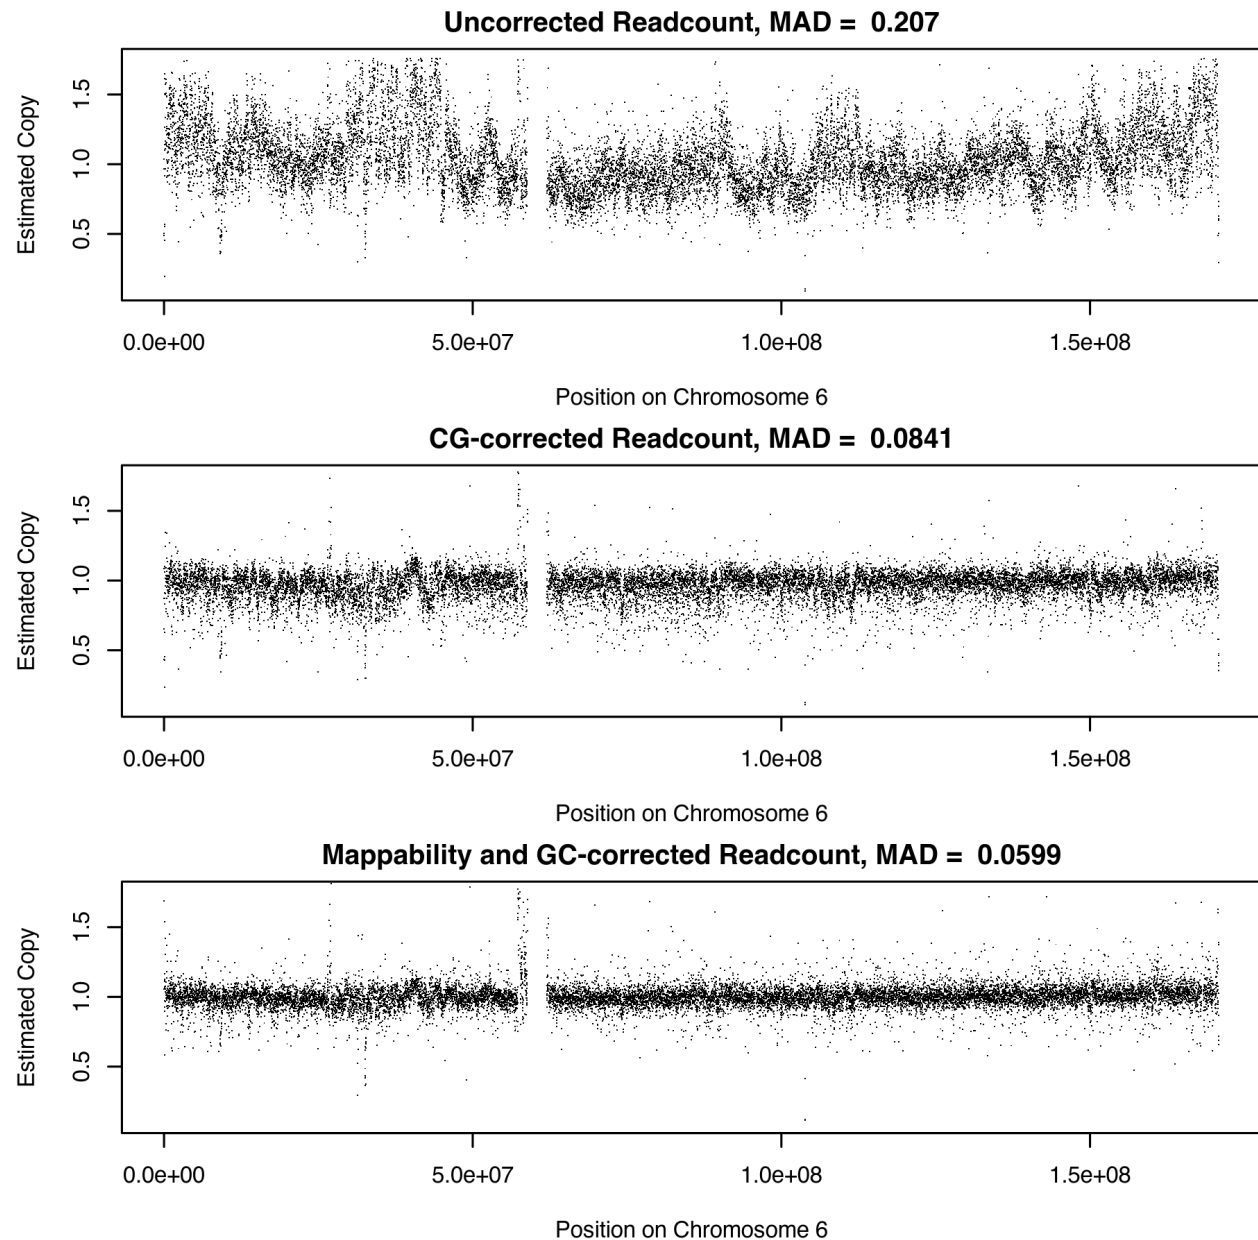 Uncorrected Readcount, MAD =  0.207
Estimated Copy
1.5
1.0
0.5
0.0e+00 5.0e+07 1.0e+08 1.5e+08
Position on Chromosome 6
CG-corrected Readcount, MAD =  0.0841
Estimated Copy
1.5
1.0
0.5
0.0e+00 5.0e+07 1.0e+08 1.5e+08
Position on Chromosome 6
Mappability and GC-corrected Readcount, MAD =  0.0599
Estimated Copy
1.5
1.0
0.5
0.0e+00 5.0e+07 1.0e+08 1.5e+08
Position on Chromosome 6